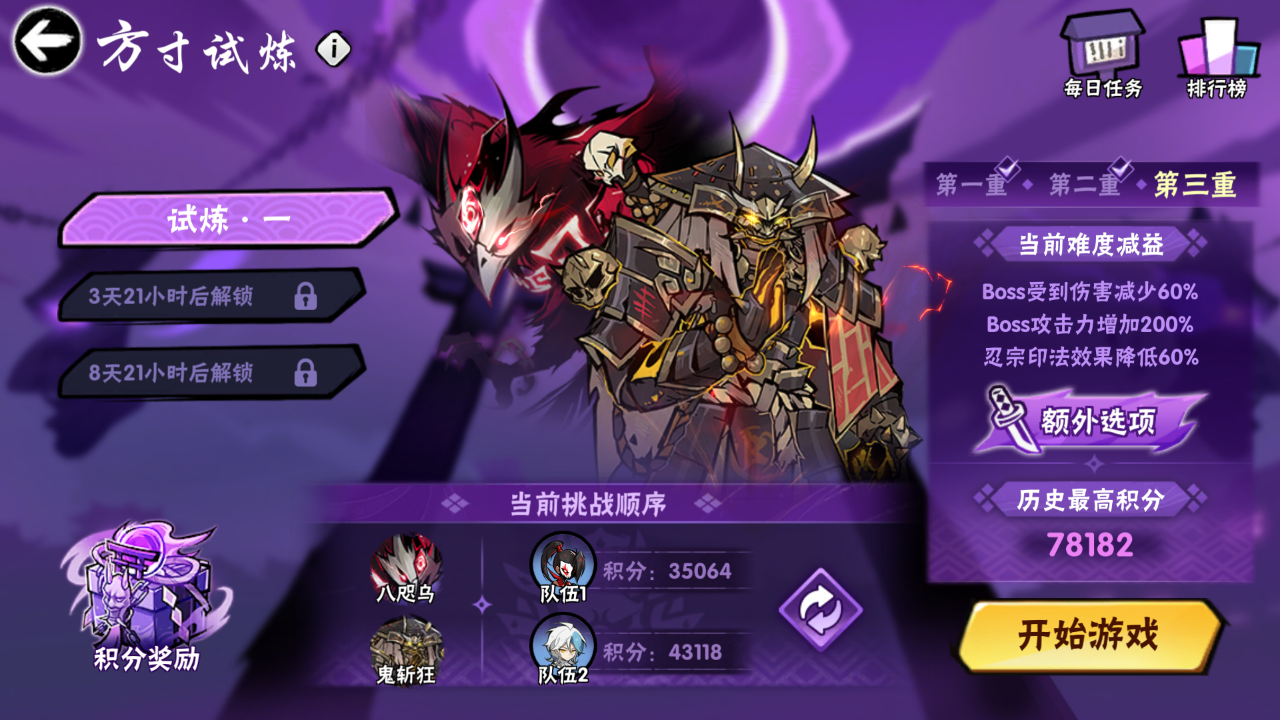 方寸试炼
i
每日任务
排行榜
试炼·一
3天21小时后解锁
8天21小时后解锁
第一重
第二重
第三重
当前难度减益
Boss受到伤害减少60%
Boss攻击力增加200%
忍宗印法效果降低60%
额外选项
历史最高积分
78182
开始游戏
当前挑战顺序
八咫乌
队伍1
积分：35064
鬼斩狂
队伍2
积分：43118
积分奖励